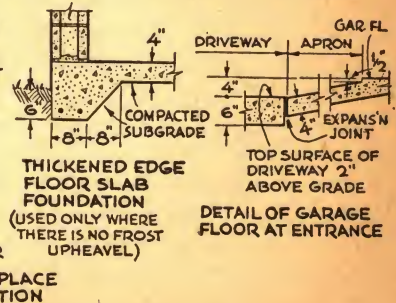 4"
6"
8"
8"
COMPACTED
SUBGRADE
THICKENED EDGE
FLOOR SLAB
FOUNDATION
(USED ONLY WHERE
THERE IS NO FROST
UPHEAVEL)
PLACE
TION
GAR. FL
DRIVEWAY
APRON
1/2"
4"
6"
4"
EXPANS'N
JOINT
TOP SURFACE OF
DRIVEWAY 2"
ABOVE GRADE
DETAIL OF GARAGE
FLOOR AT ENTRANCE